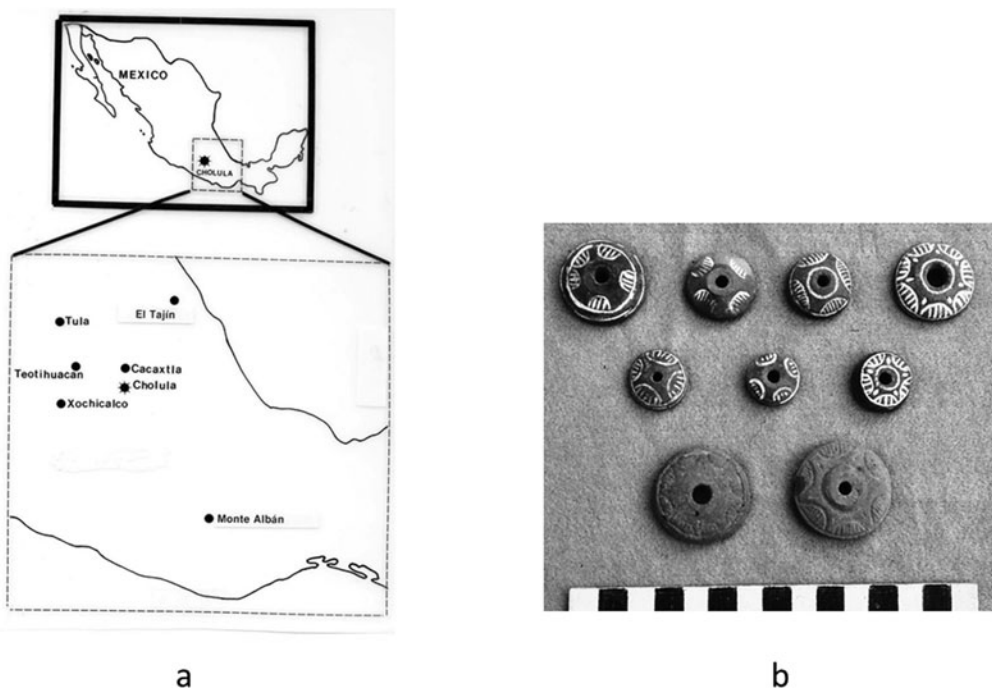 MEXICO
CHOLULA
El Tajín
Tula
Cacaxtla
Teotihuacan
Cholula
Xochicalco
Monte Albán
a
b